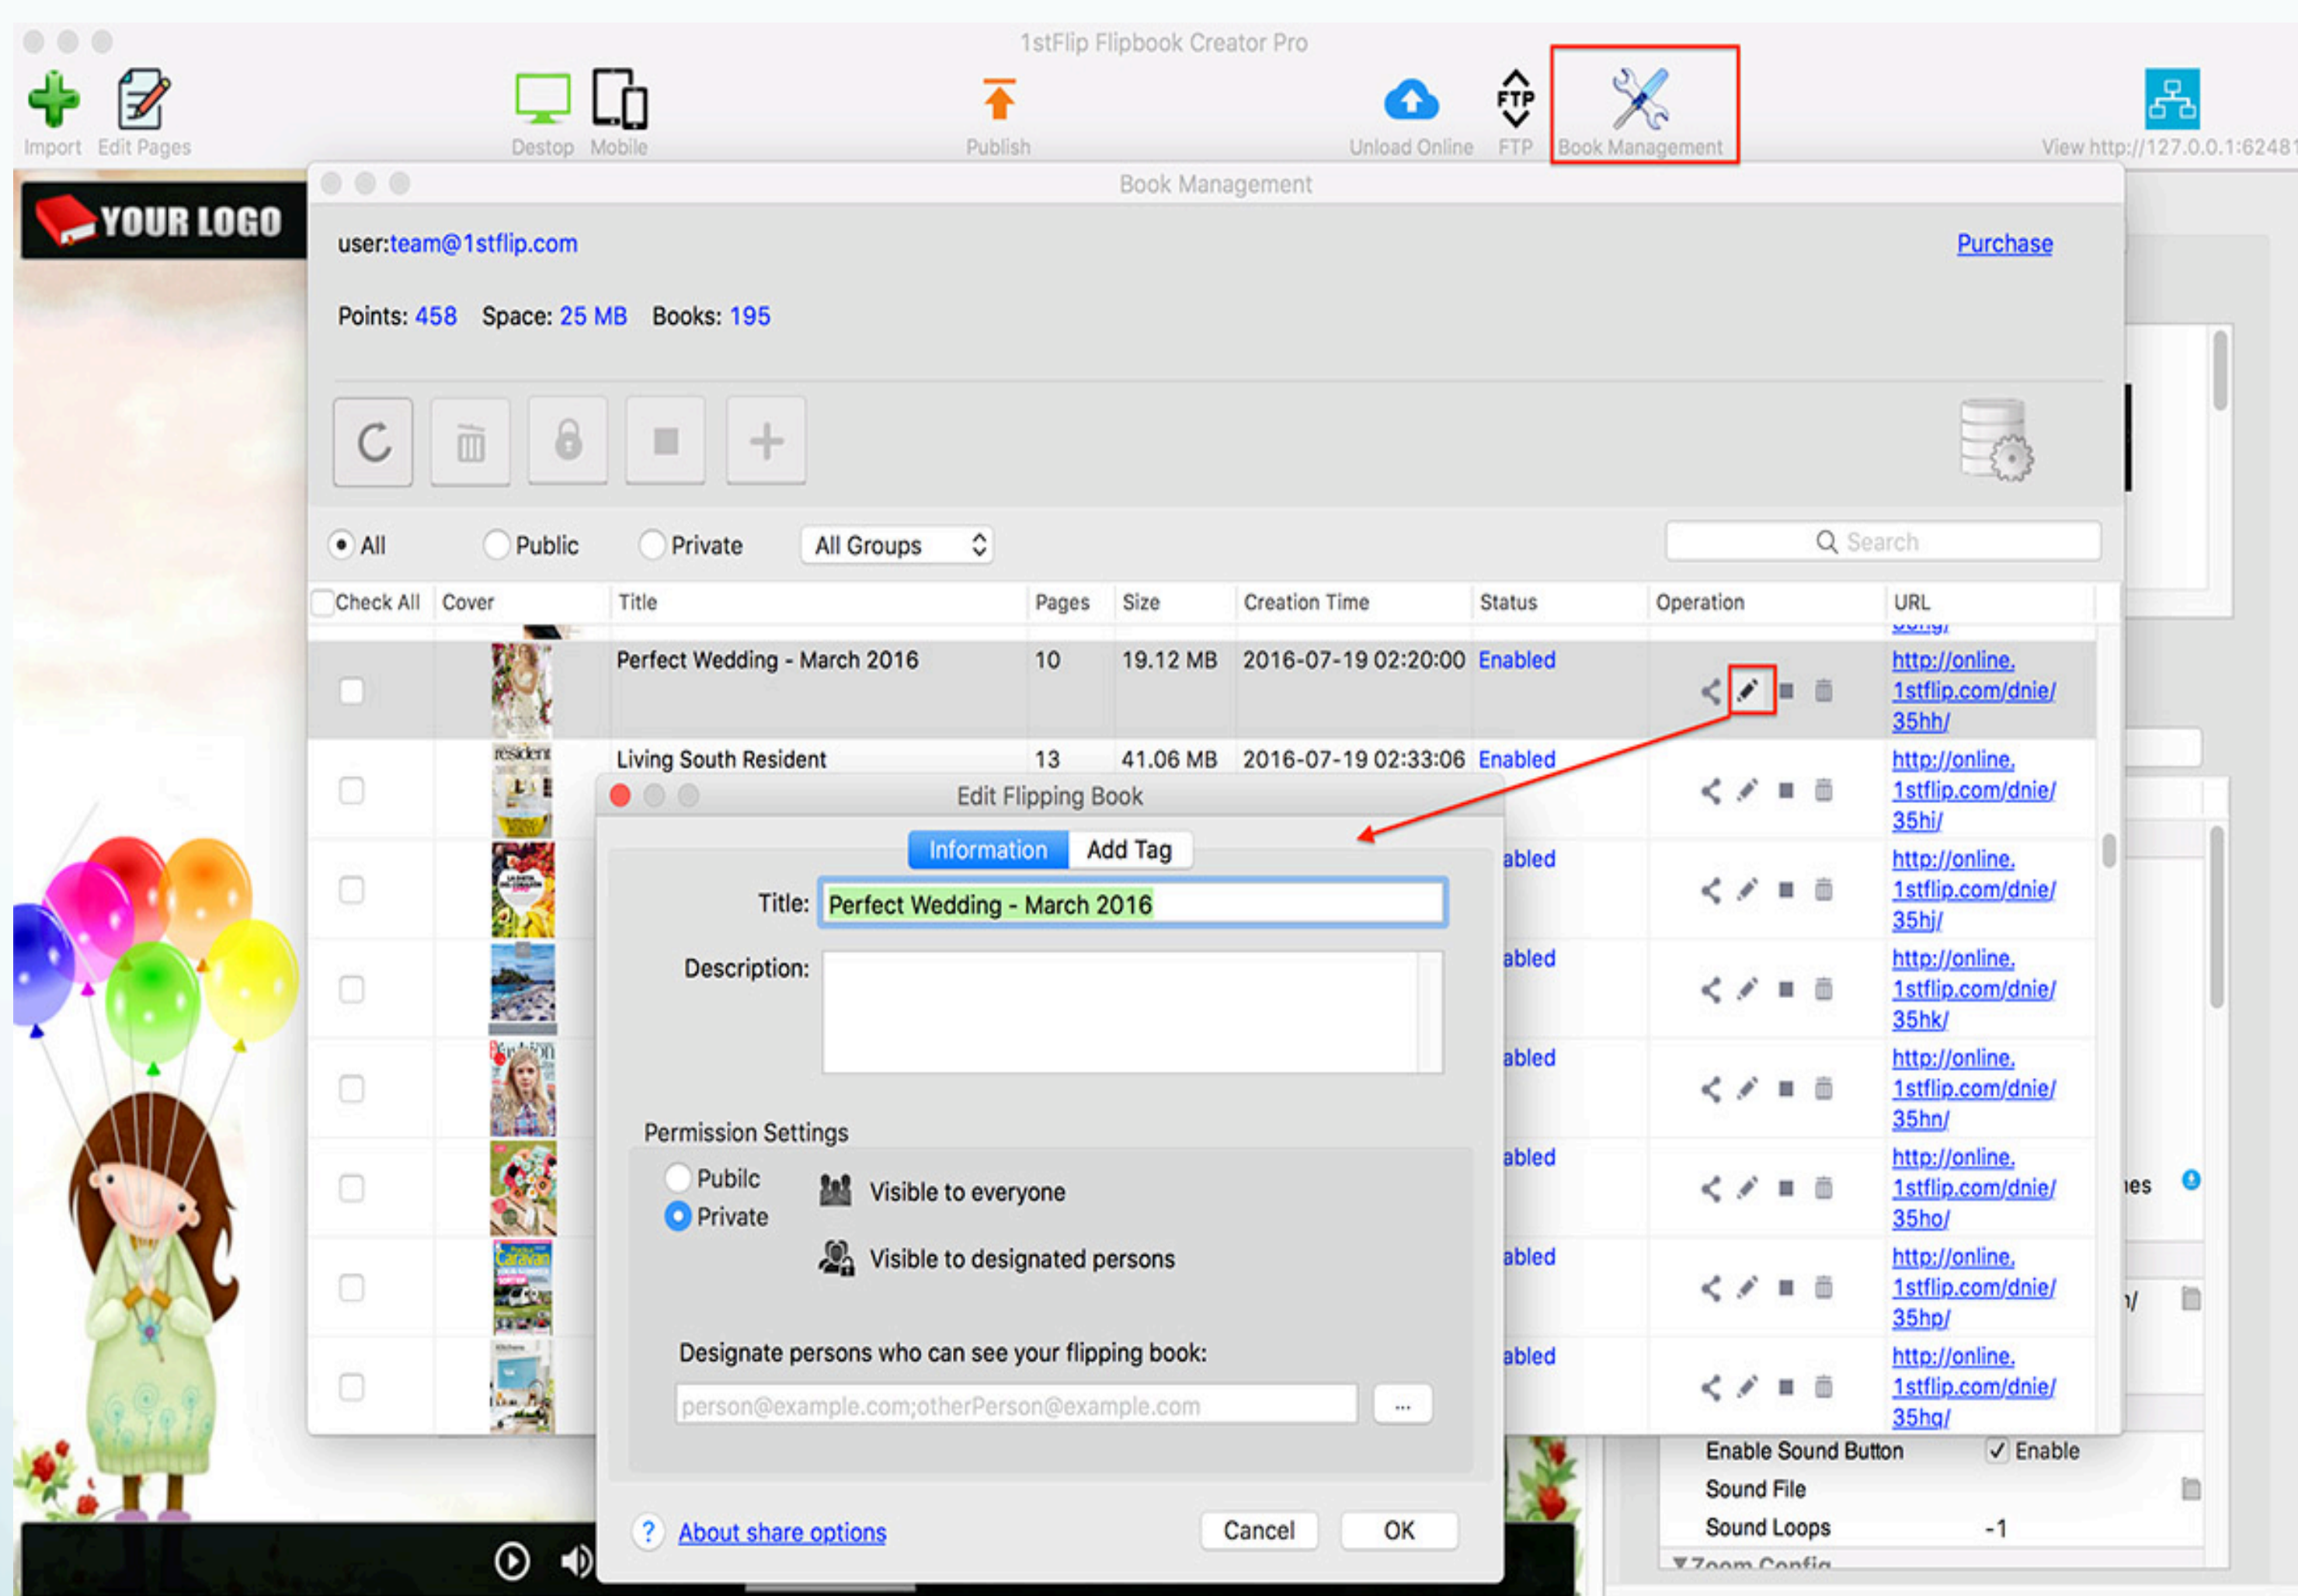 1stFlip Flipbook Creator Pro
Import
Edit Pages
Destop
Mobile
Publish
Unload Online
FTP
FTP
Book Management
View http://127.0.0.1:62481
YOUR LOGO
Book Management
user:team@1stflip.com
Purchase
Points: 458 Space: 25 MB Books: 195
All
Public
Private
All Groups
Search
Check All
Cover
Title
Pages
Size
Creation Time
Status
Operation
URL
Perfect Wedding - March 2016
10
19.12 MB
2016-07-19 02:20:00
Enabled
http://online.
1stflip.com/dnie/
35hh/
resident
Living South Resident
13
41.06 MB
2016-07-19 02:33:06
Enabled
http://online.
1stflip.com/dnie/
35hi/
abled
http://online.
1stflip.com/dnie/
35hj/
abled
http://online.
1stflip.com/dnie/
35hk/
abled
http://online.
1stflip.com/dnie/
35hn/
abled
http://online.
1stflip.com/dnie/
35ho/
Caravan
abled
http://online.
1stflip.com/dnie/
35hp/
abled
http://online.
1stflip.com/dnie/
35hq/
Edit Flipping Book
Information
Add Tag
Title: Perfect Wedding - March 2016
Description:
Permission Settings
Pubilc
Visible to everyone
Private
Visible to designated persons
Designate persons who can see your flipping book:
person@example.com;otherPerson@example.com
...
? About share options
Cancel
OK
Enable Sound Button
Enable
Sound File
Sound Loops
-1
Zoom Config